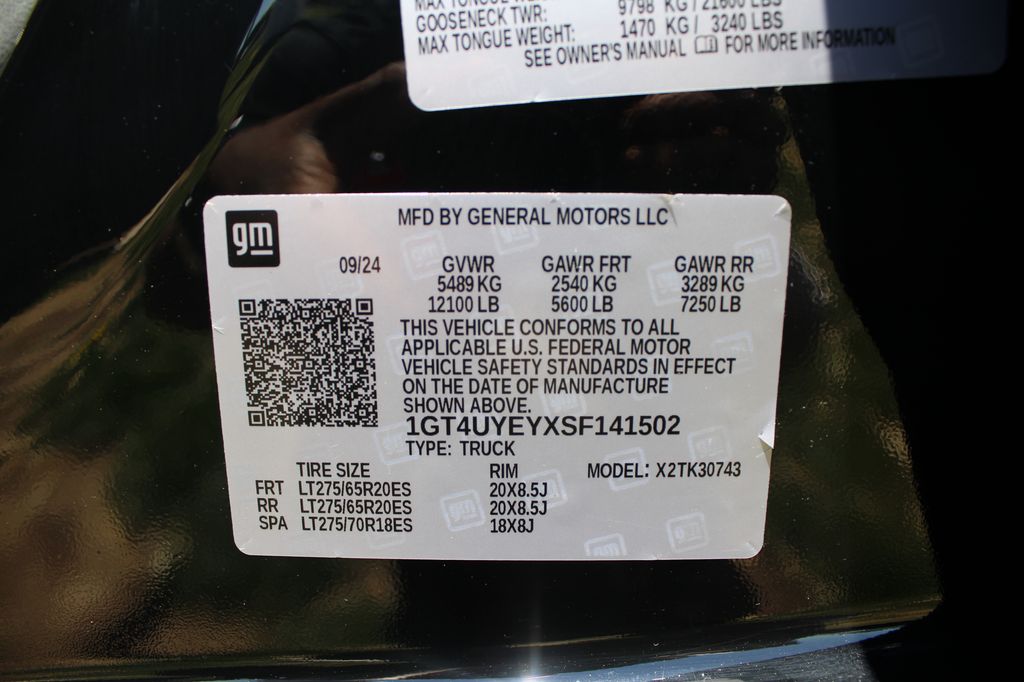 MAX TONGUE WEIGHT: 9798 KG/21600 LBS
GOOSENECK TWR: 1470 KG/ 3240 LBS
MAX TONGUE WEIGHT:
SEE OWNER'S MANUAL FOR MORE INFORMATION
gm
MFD BY GENERAL MOTORS LLC
09/24 GVWR GAWR FRT GAWR RR
5489 KG 2540 KG 3289 KG
12100 LB 5600 LB 7250 LB
THIS VEHICLE CONFORMS TO ALL
APPLICABLE U.S. FEDERAL MOTOR
VEHICLE SAFETY STANDARDS IN EFFECT
ON THE DATE OF MANUFACTURE
SHOWN ABOVE.
1GT4UYEYXSF141502
TYPE: TRUCK
TIRE SIZE RIM MODEL: X2TK30743
FRT LT275/65R20ES 20X8.5J
RR LT275/65R20ES 20X8.5J
SPA LT275/70R18ES 18X8J